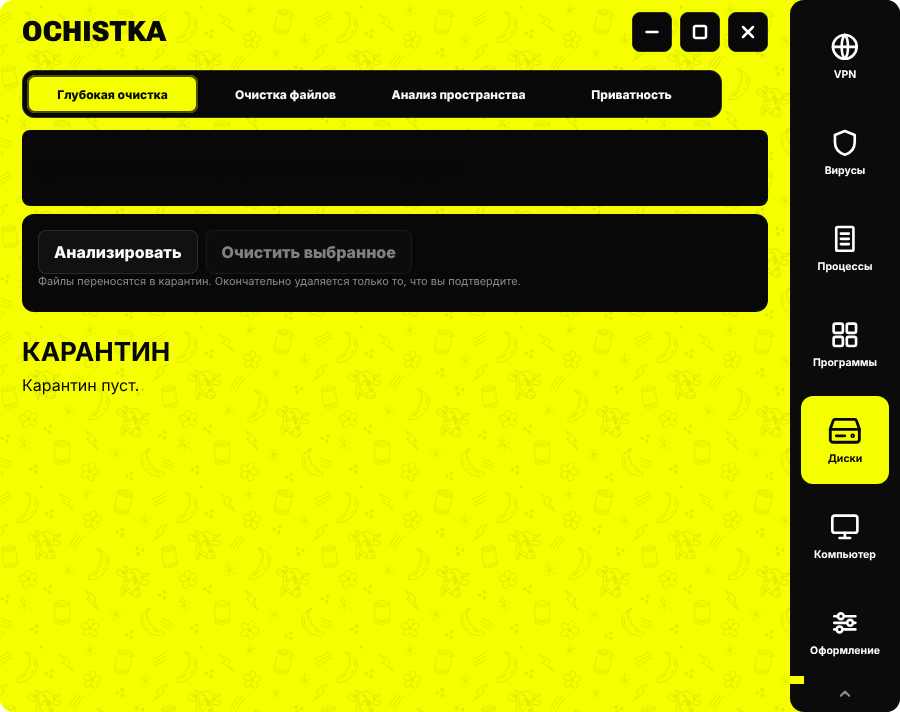 OCHISTKA
Глубокая очистка
Очистка файлов
Анализ пространства
Приватность
Анализировать
Очистить выбранное
Файлы переносятся в карантин. Окончательно удаляется только то, что вы подтвердите.
КАРАНТИН
Карантин пуст.
VPN
Вирусы
Процессы
Программы
Диски
Компьютер
Оформление